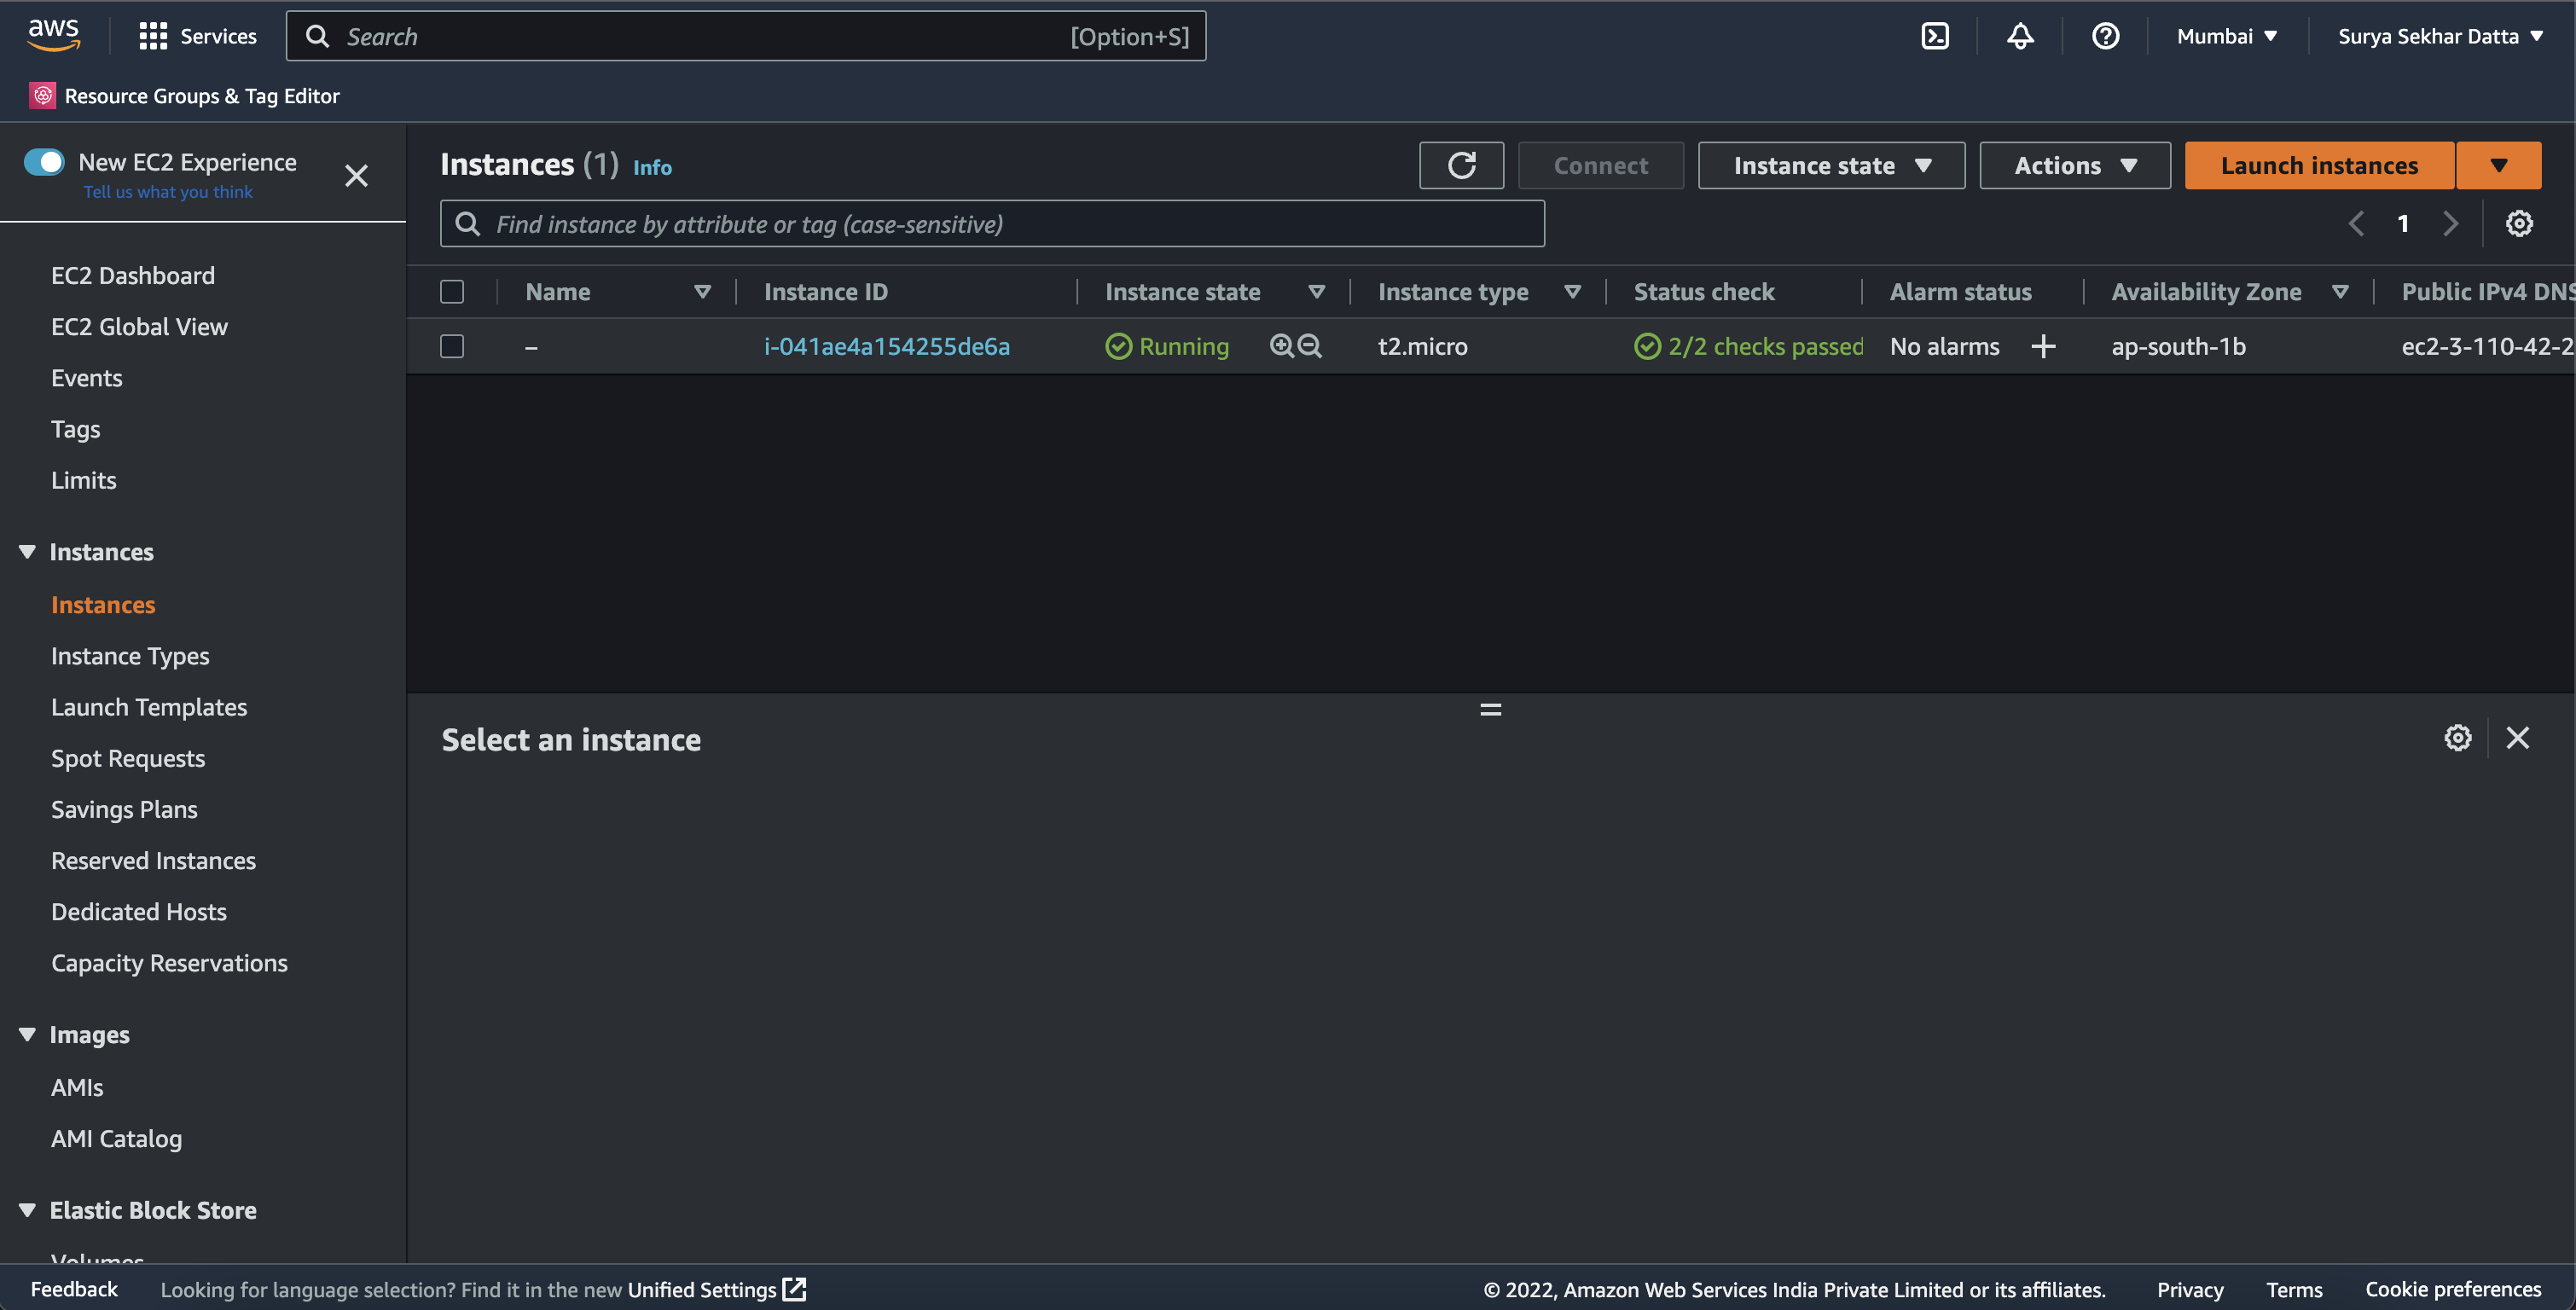 aws Services Search [Option+S] Mumbai Surya Sekhar Datta
Resource Groups & Tag Editor
New EC2 Experience
Tell us what you think
EC2 Dashboard
EC2 Global View
Events
Tags
Limits
Instances
Instances
Instance Types
Launch Templates
Spot Requests
Savings Plans
Reserved Instances
Dedicated Hosts
Capacity Reservations
Images
AMIs
AMI Catalog
Elastic Block Store
Volumes
Instances (1) Info Connect Instance state Actions Launch instances
Find instance by attribute or tag (case-sensitive) 1
Name Instance ID Instance state Instance type Status check Alarm status Availability Zone Public IPv4 DNS
– i-041ae4a154255de6a Running t2.micro 2/2 checks passed No alarms + ap-south-1b ec2-3-110-42-2
Select an instance
Feedback Looking for language selection? Find it in the new Unified Settings © 2022, Amazon Web Services India Private Limited or its affiliates. Privacy Terms Cookie preferences